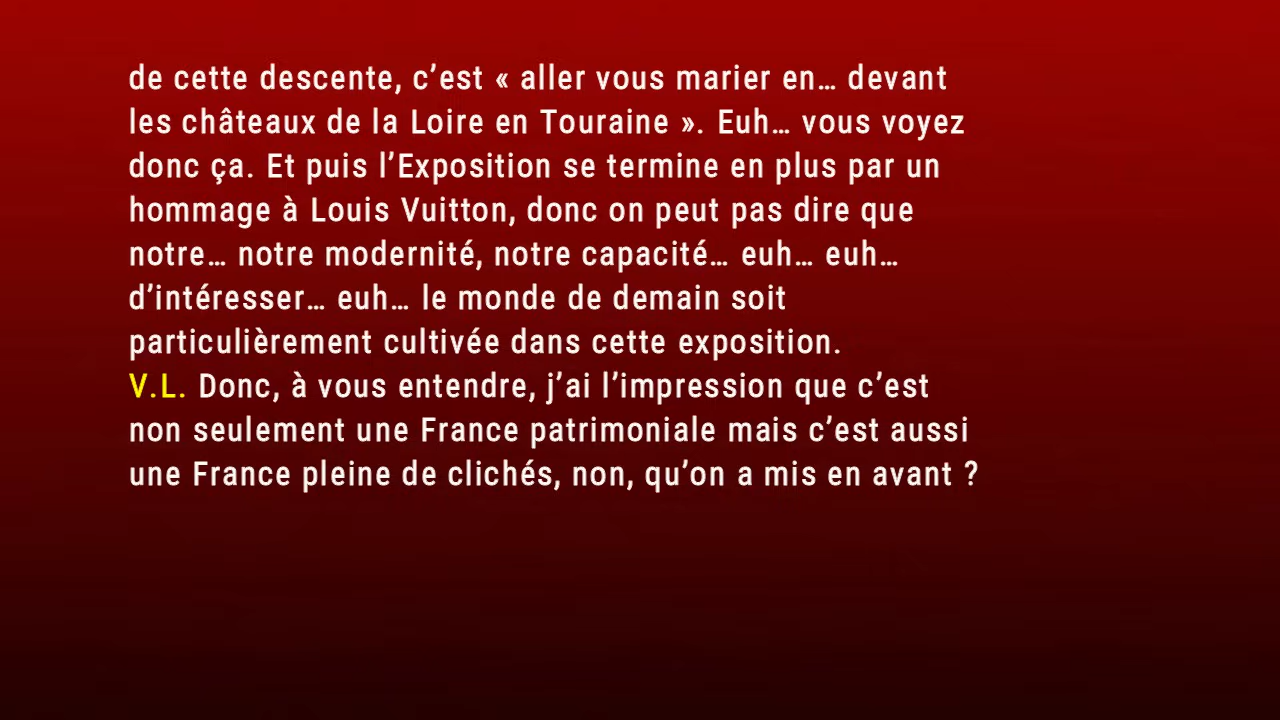 de cette descente, c’est « aller vous marier en… devant
les châteaux de la Loire en Touraine ». Euh… vous voyez
donc ça. Et puis l’Exposition se termine en plus par un
hommage à Louis Vuitton, donc on peut pas dire que
notre… notre modernité, notre capacité… euh… euh…
d’intéresser… euh… le monde de demain soit
particulièrement cultivée dans cette exposition.
V.L. Donc, à vous entendre, j’ai l’impression que c’est
non seulement une France patrimoniale mais c’est aussi
une France pleine de clichés, non, qu’on a mis en avant ?